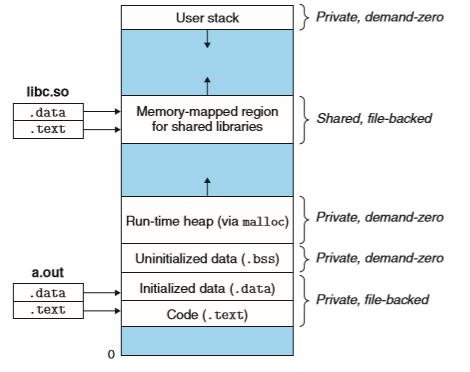 User stack
Private, demand-zero
libc.so
.data
.text
Memory-mapped region
for shared libraries
Shared, file-backed
Run-time heap (via malloc)
Private, demand-zero
Uninitialized data (.bss)
Private, demand-zero
a.out
.data
.text
Initialized data (.data)
Code (.text)
Private, file-backed
0